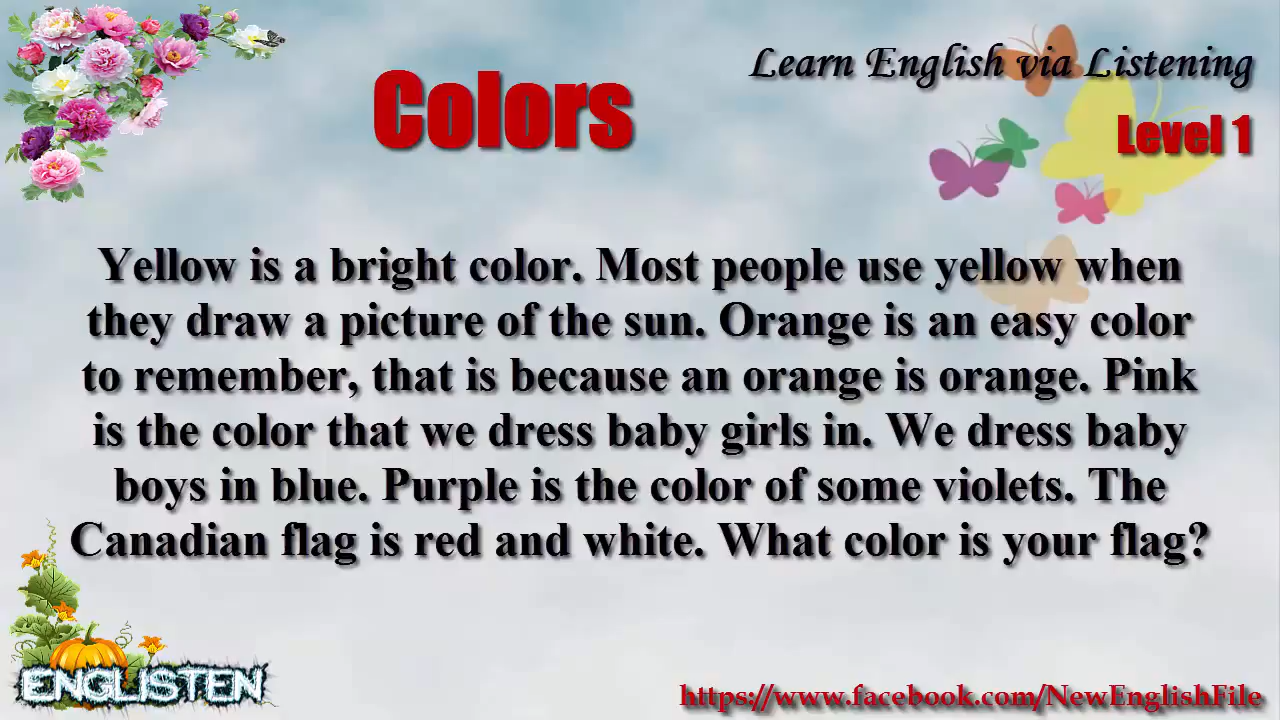 Learn English via Listening
Colors
Level 1
Yellow is a bright color. Most people use yellow when
they draw a picture of the sun. Orange is an easy color
to remember, that is because an orange is orange. Pink
is the color that we dress baby girls in. We dress baby
boys in blue. Purple is the color of some violets. The
Canadian flag is red and white. What color is your flag?
ENGLISTEN
https://www.facebook.com/NewEnglishFile